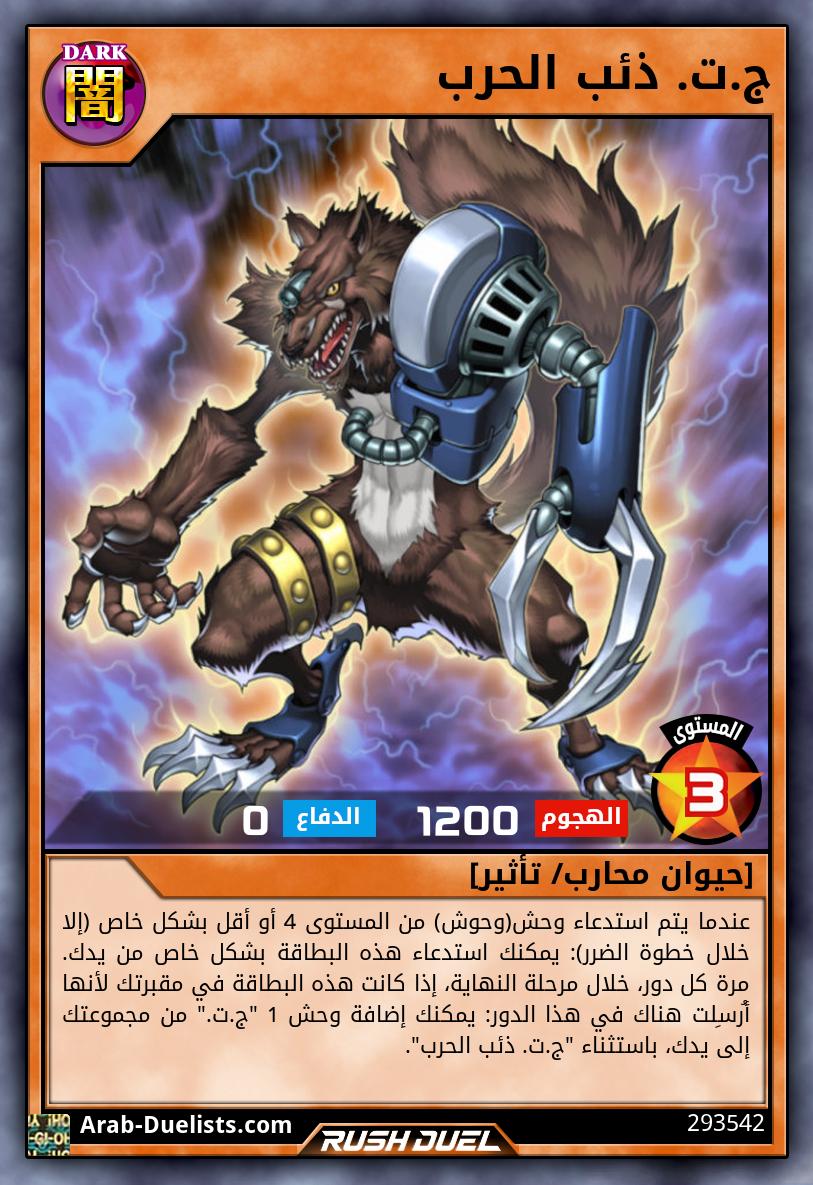 DARK
闇
ج.ت. ذئب الحرب
المستوى
3
الهجوم 1200 الدفاع 0
[حيوان محارب/ تأثير]
عندما يتم استدعاء وحش(وحوش) من المستوى 4 أو أقل بشكل خاص (إلا
خلال خطوة الضرر): يمكنك استدعاء هذه البطاقة بشكل خاص من يدك.
مرة كل دور، خلال مرحلة النهاية، إذا كانت هذه البطاقة في مقبرتك لأنها
أُرسِلت هناك في هذا الدور: يمكنك إضافة وحش 1 "ج.ت." من مجموعتك
إلى يدك، باستثناء "ج.ت. ذئب الحرب".
Arab-Duelists.com
RUSH DUEL
293542